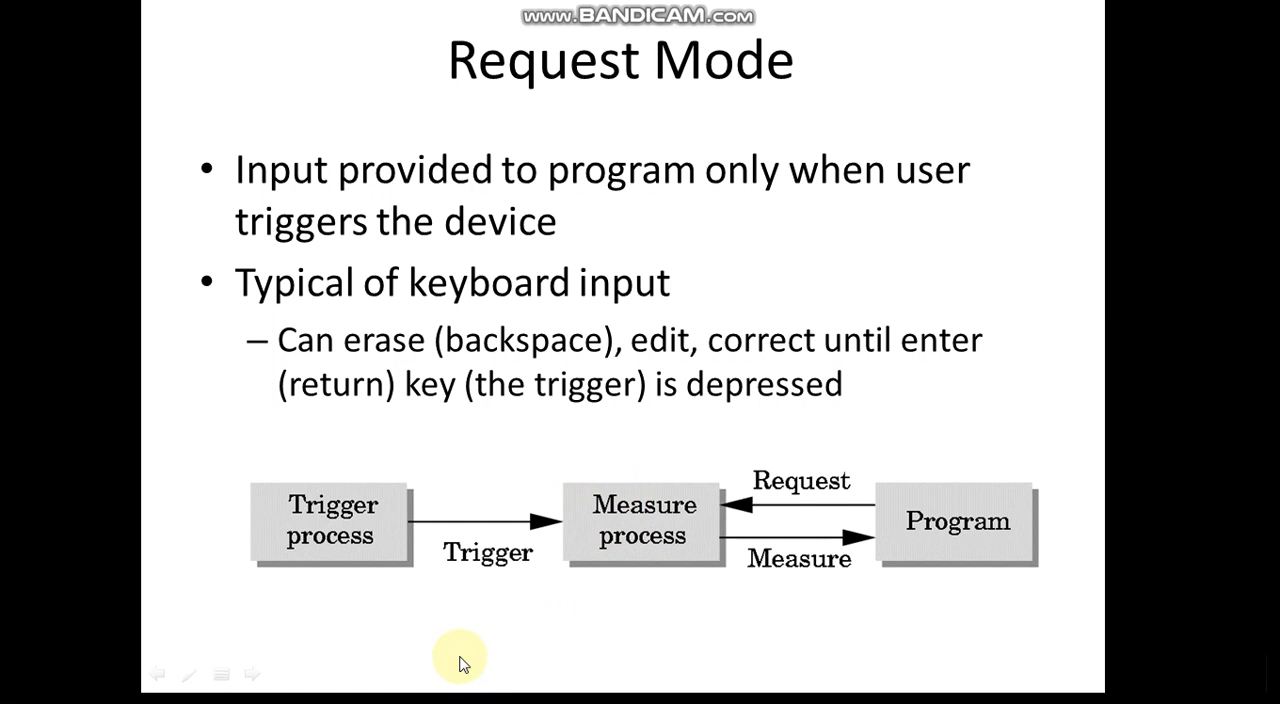 www.BANDICAM.com
Request Mode
• Input provided to program only when user
triggers the device
• Typical of keyboard input
– Can erase (backspace), edit, correct until enter
(return) key (the trigger) is depressed
Trigger
process
Trigger
Measure
process
Request
Measure
Program